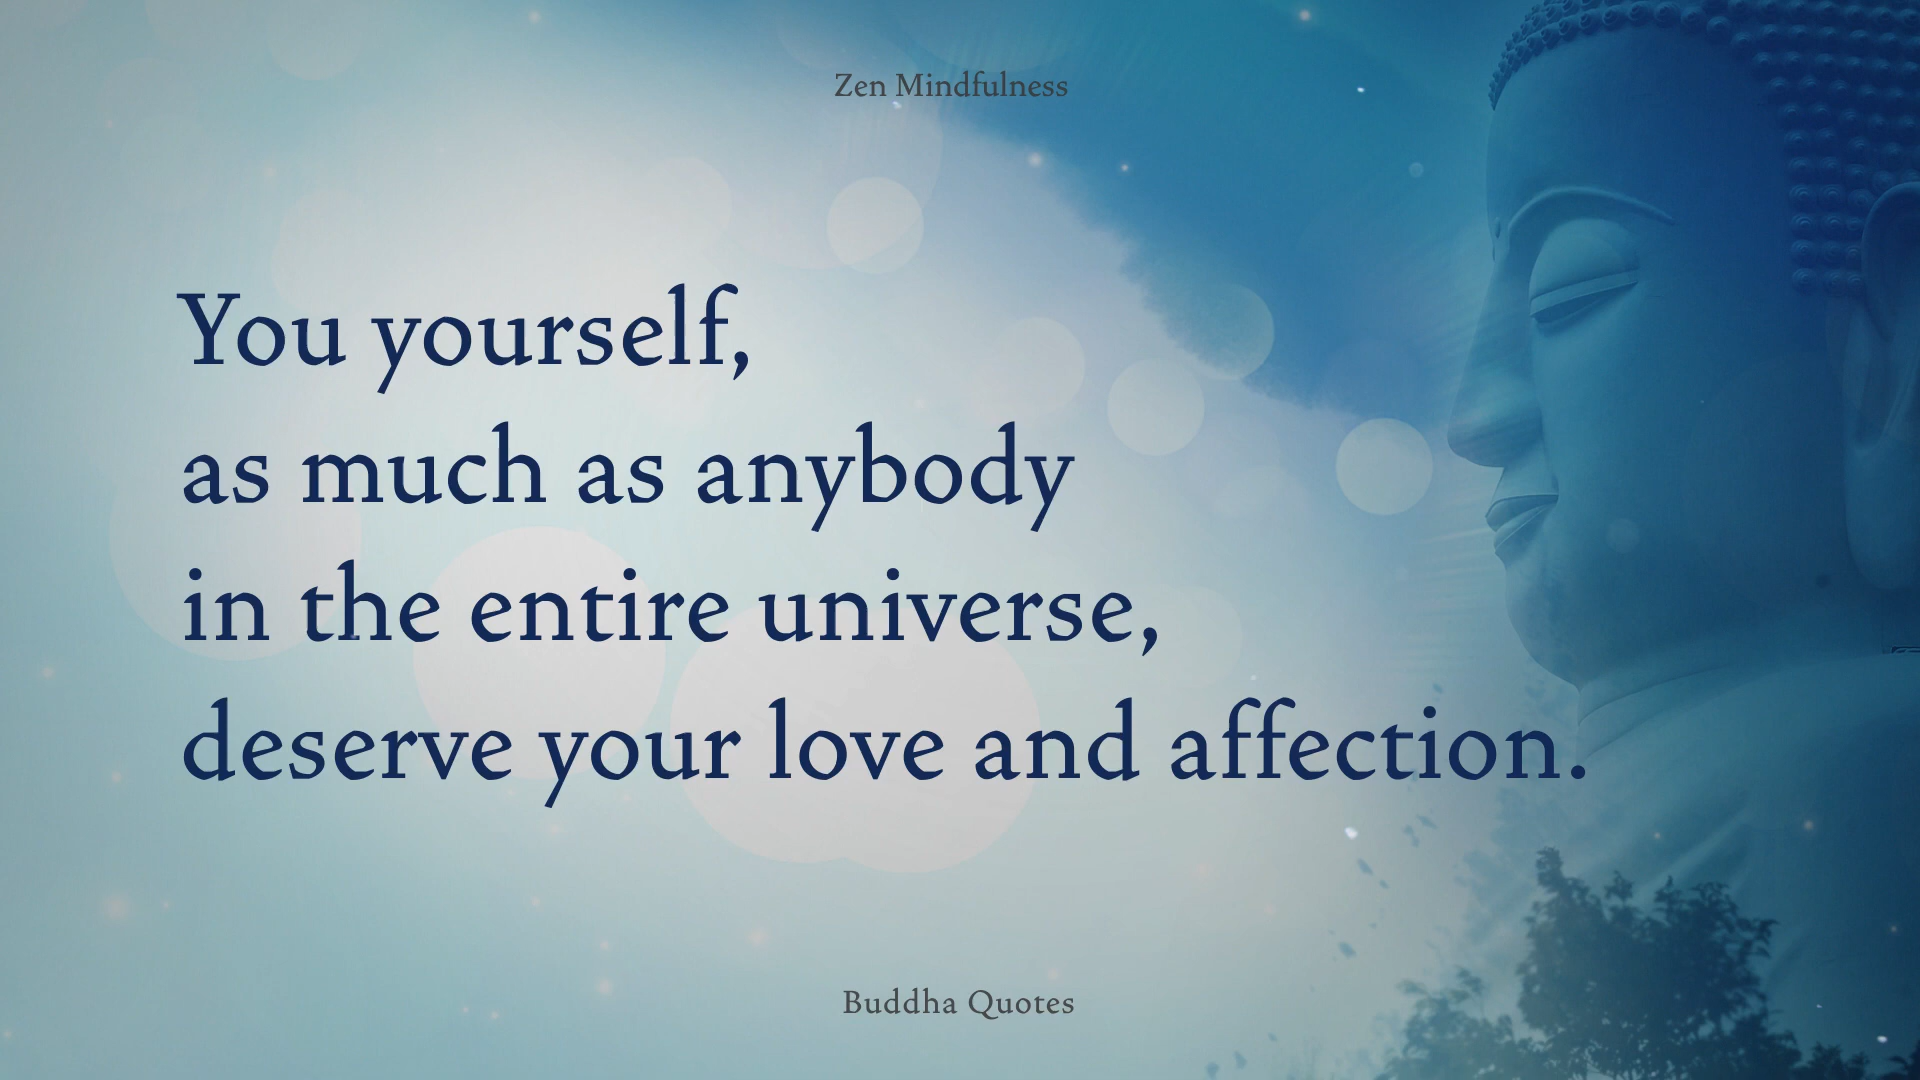 Zen Mindfulness
You yourself,
as much as anybody
in the entire universe,
deserve your love and affection.
Buddha Quotes